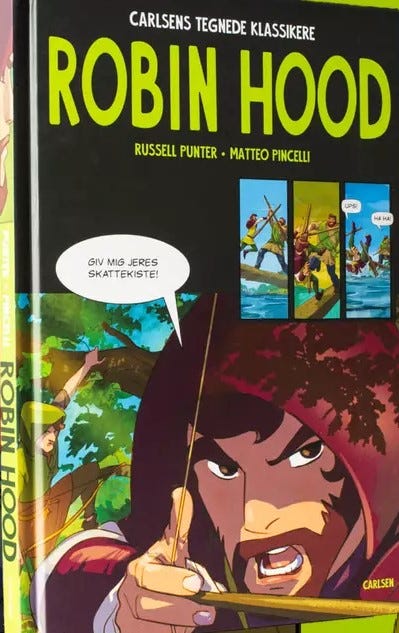 CARLSENS TEGNEDE KLASSIKERE
ROBIN HOOD
RUSSELL PUNTER • MATTEO PINCELLI
UPS!
HA HA!
GIV MIG JERES
SKATTEKISTE!
CARLSEN
PUNTER • PINCELLI
ROBIN HOOD